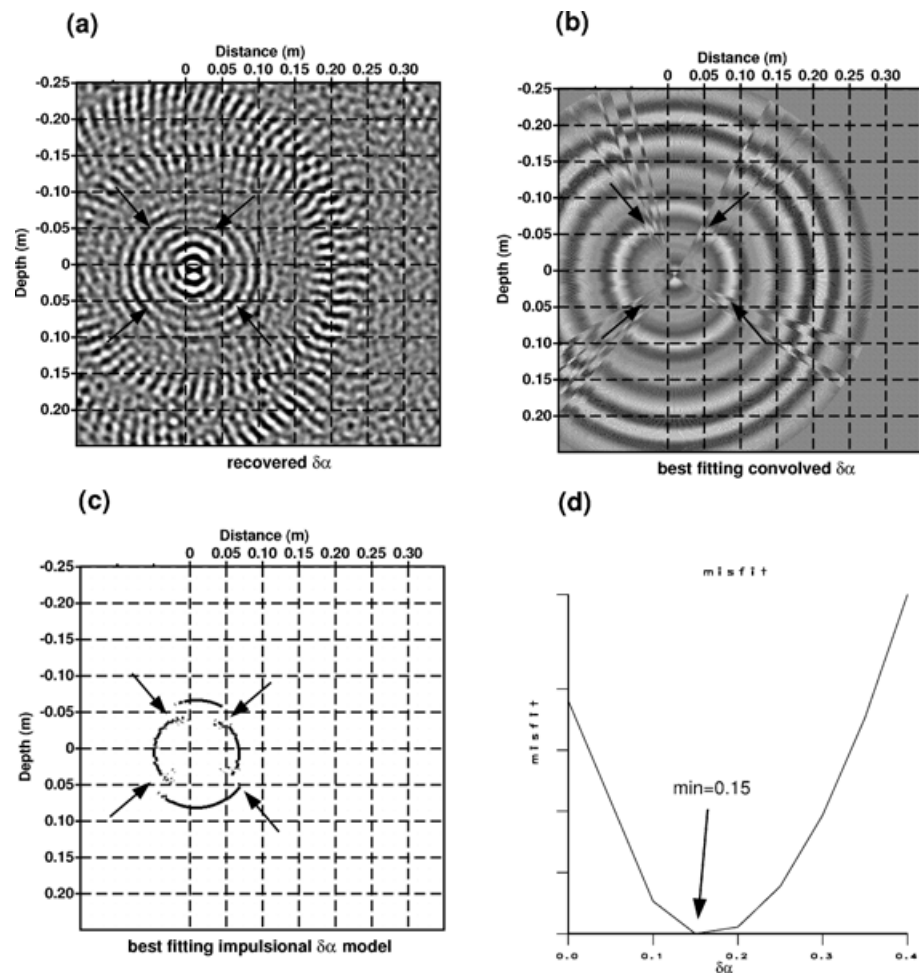 (a)
Distance (m)
0 0.05 0.10 0.15 0.20 0.25 0.30
-0.25
-0.20
-0.15
-0.10
-0.05
0
0.05
0.10
0.15
0.20
Depth (m)
recovered δα
(b)
Distance (m)
0 0.05 0.10 0.15 0.20 0.25 0.30
-0.25
-0.20
-0.15
-0.10
-0.05
0
0.05
0.10
0.15
0.20
Depth (m)
best fitting convolved δα
(c)
Distance (m)
0 0.05 0.10 0.15 0.20 0.25 0.30
-0.25
-0.20
-0.15
-0.10
-0.05
0
0.05
0.10
0.15
0.20
Depth (m)
best fitting impulsional δα model
(d)
misfit
misfit
min=0.15
0.0 0.1 0.2 0.3 0.4
δα